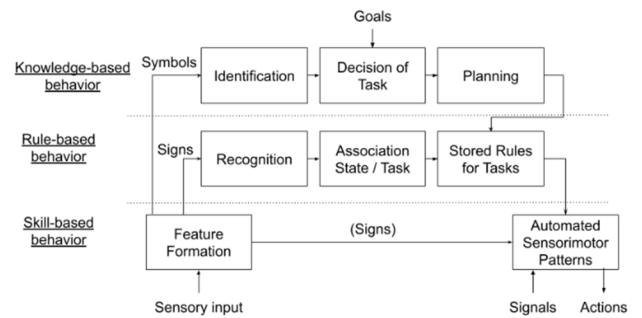 Goals
Knowledge-based
behavior
Symbols
Identification
Decision of
Task
Planning
Rule-based
behavior
Signs
Recognition
Association
State / Task
Stored Rules
for Tasks
Skill-based
behavior
Feature
Formation
(Signs)
Automated
Sensorimotor
Patterns
Sensory input
Signals
Actions